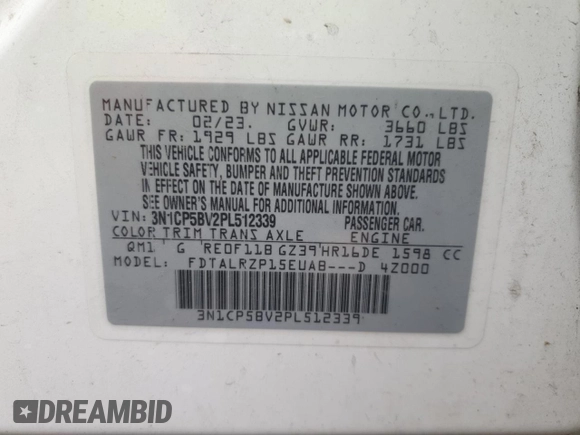 MANUFACTURED BY NISSAN MOTOR CO., LTD.
DATE: 02/23. GVWR: 3660 LBS
GAWR FR: 1929 LBS GAWR RR: 1731 LBS
THIS VEHICLE CONFORMS TO ALL APPLICABLE FEDERAL MOTOR
VEHICLE SAFETY, BUMPER AND THEFT PREVENTION STANDARDS
IN EFFECT ON THE DATE OF MANUFACTURE SHOWN ABOVE.
SEE OWNER'S MANUAL FOR ADDITIONAL INFORMATION.
VIN: 3N1CP5BV2PL512339 PASSENGER CAR.
COLOR TRIM TRANS AXLE ENGINE
QM1 G RE0F11B GZ39 HR16DE 1598 CC
MODEL: FDTALRZP15EUAB---D 4Z000
3N1CP5BV2PL512339
DREAMBID